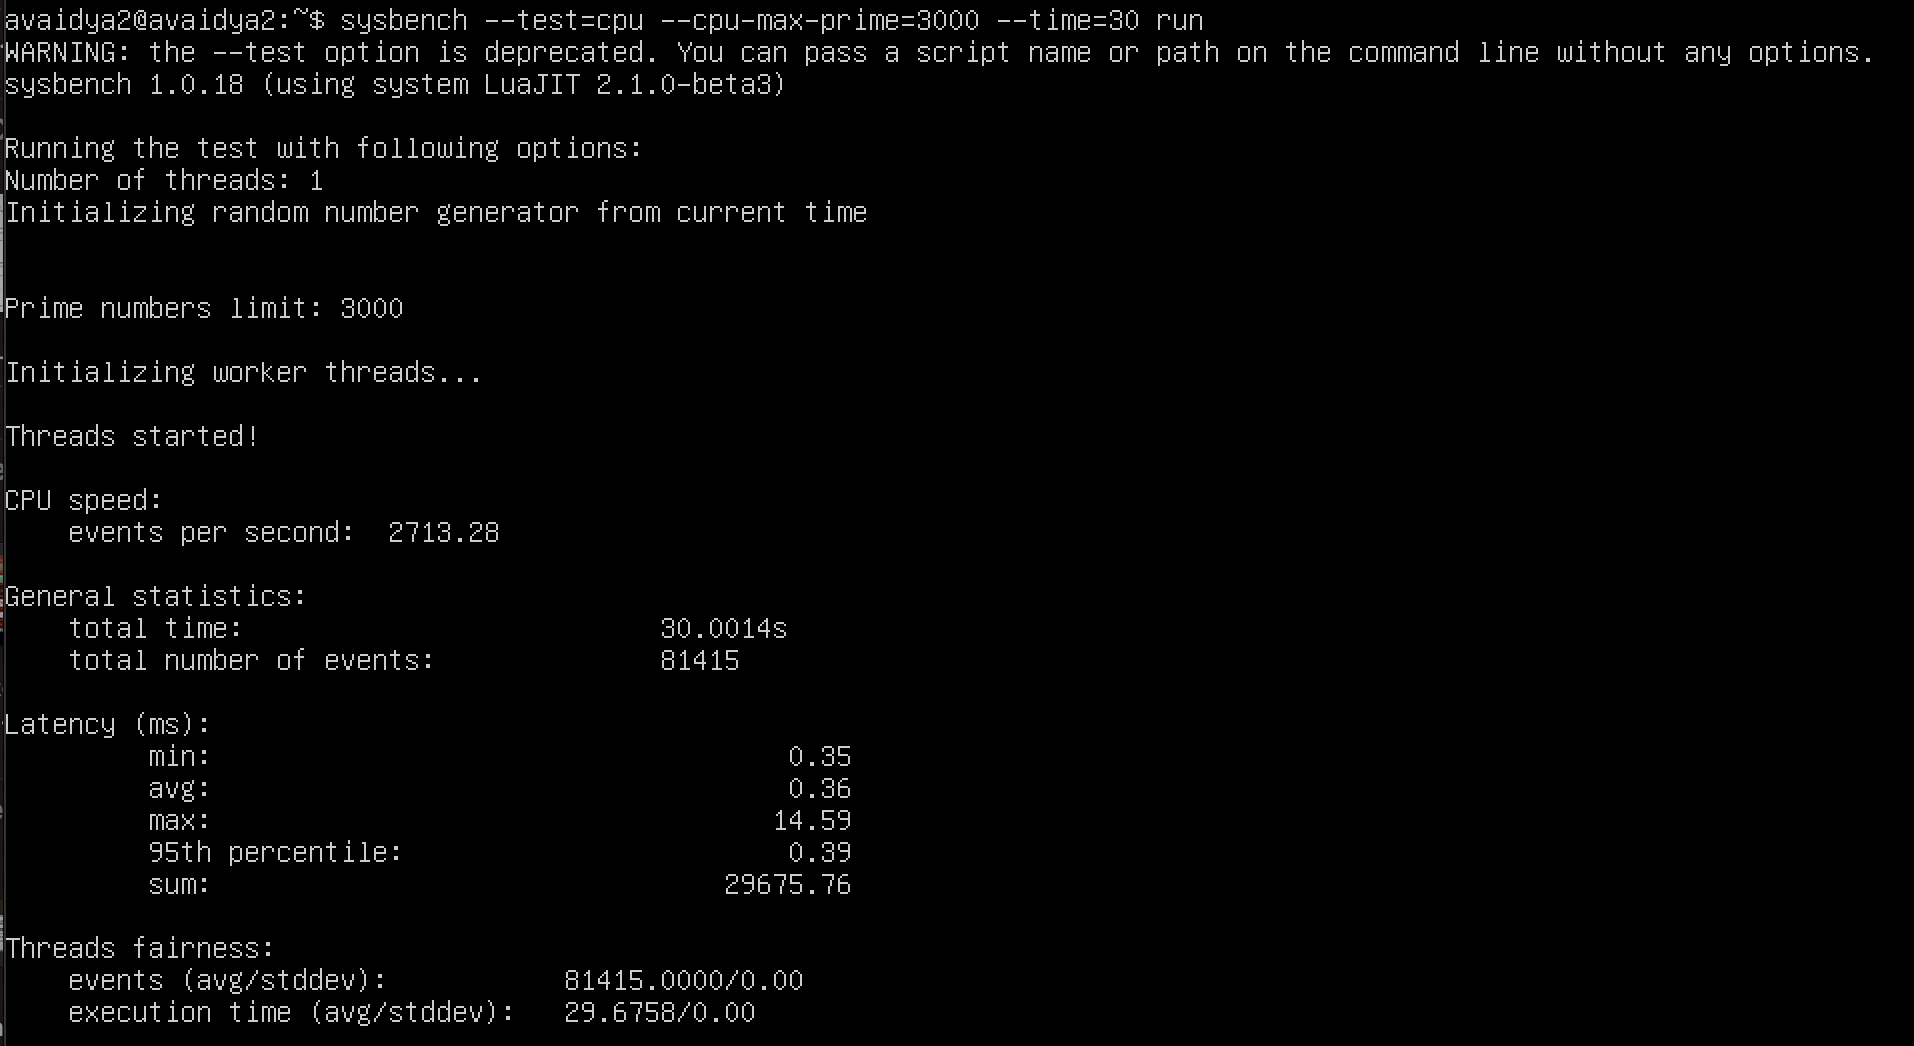 avaidya2@avaidya2:~$ sysbench --test=cpu --cpu-max-prime=3000 --time=30 run
WARNING: the --test option is deprecated. You can pass a script name or path on the command line without any options.
sysbench 1.0.18 (using system LuaJIT 2.1.0-beta3)
Running the test with following options:
Number of threads: 1
Initializing random number generator from current time
Prime numbers limit: 3000
Initializing worker threads...
Threads started!
CPU speed:
events per second: 2713.28
General statistics:
total time: 30.0014s
total number of events: 81415
Latency (ms):
min: 0.35
avg: 0.36
max: 14.59
95th percentile: 0.39
sum: 29675.76
Threads fairness:
events (avg/stddev): 81415.0000/0.00
execution time (avg/stddev): 29.6758/0.00